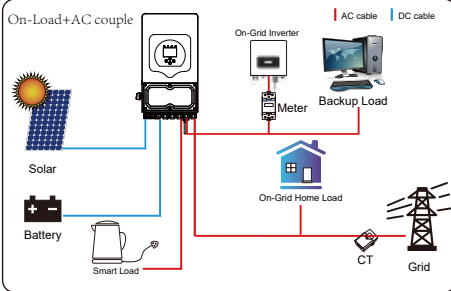 On-Load+AC couple
AC cable
DC cable
On-Grid Inverter
Meter
Backup Load
Solar
On-Grid Home Load
Battery
Smart Load
CT
Grid